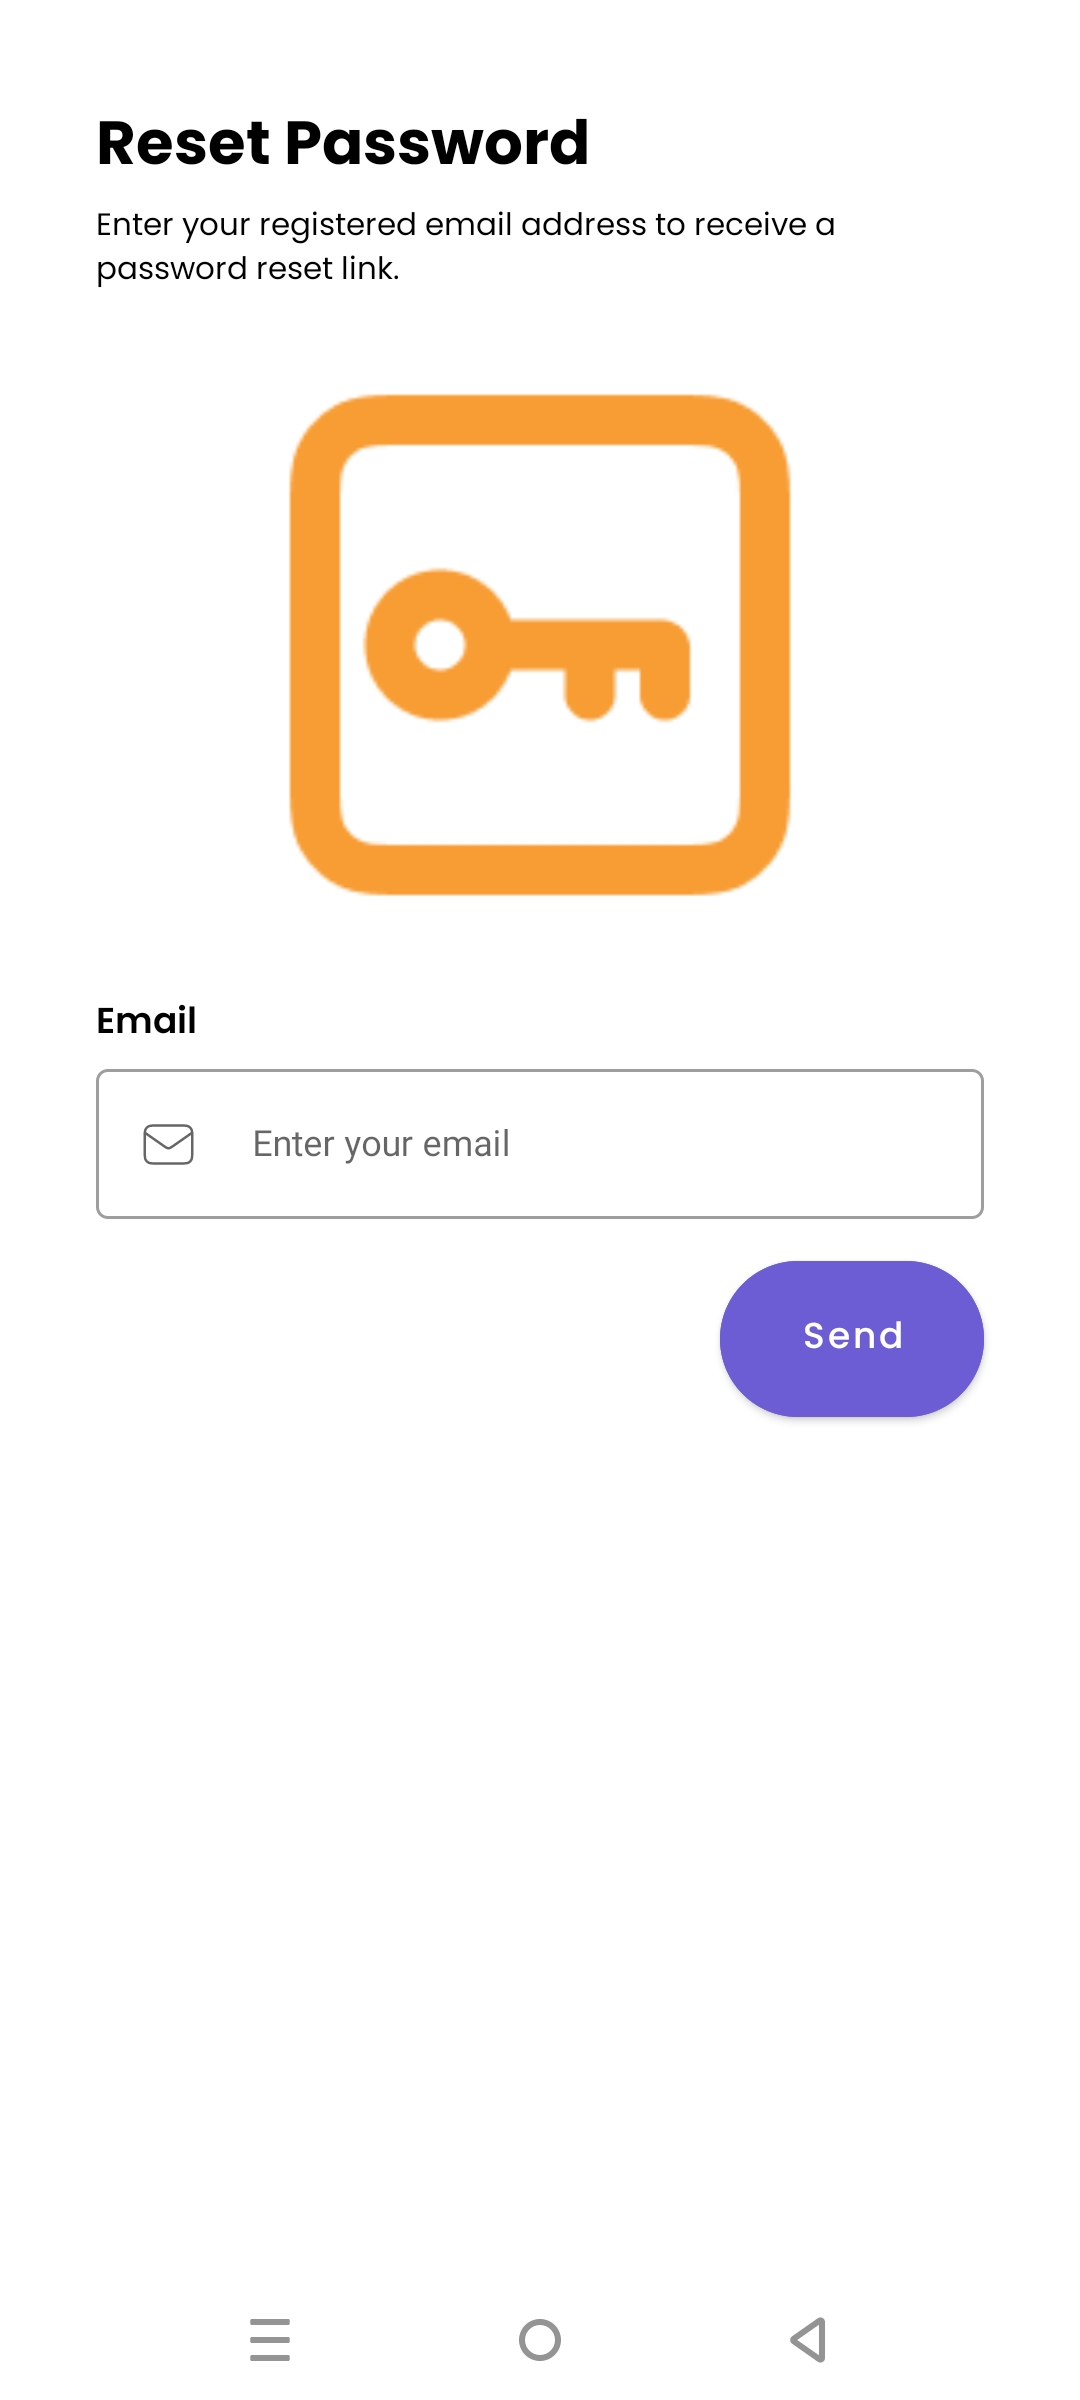 Reset Password
Enter your registered email address to receive a
password reset link.
Email
Enter your email
Send